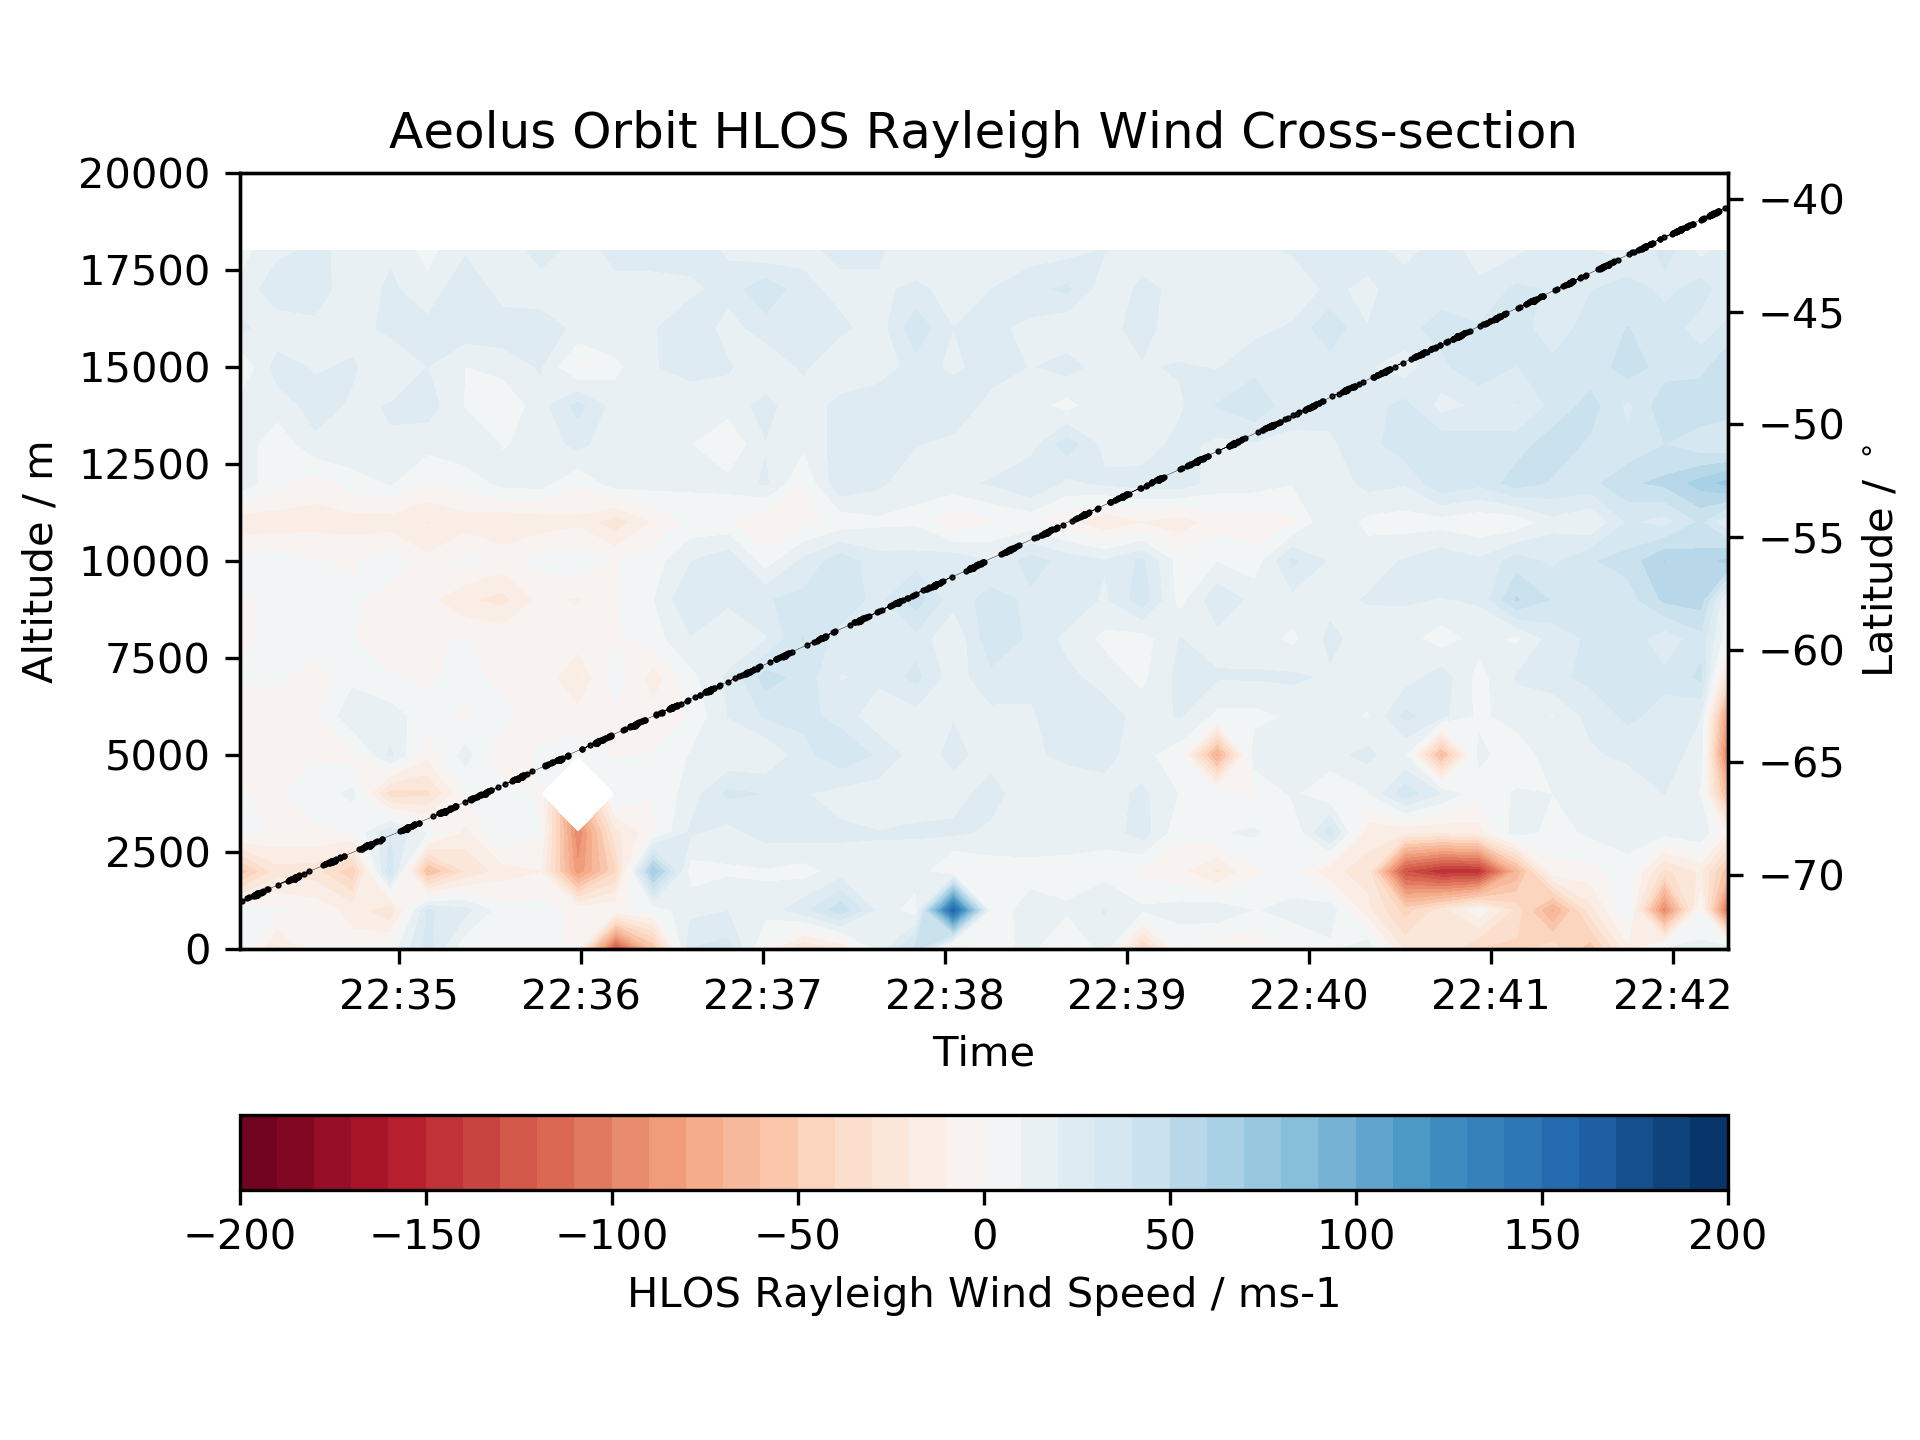 Aeolus Orbit HLOS Rayleigh Wind Cross-section
20000
17500
15000
12500
10000
7500
5000
2500
0
Altitude / m
−40
−45
−50
−55
−60
−65
−70
Latitude / °
22:35 22:36 22:37 22:38 22:39 22:40 22:41 22:42
Time
−200 −150 −100 −50 0 50 100 150 200
HLOS Rayleigh Wind Speed / ms-1